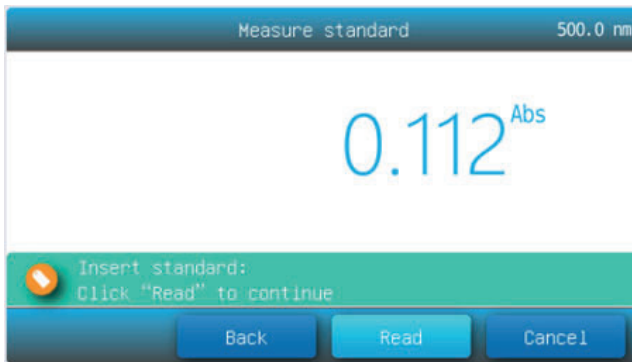 Measure standard 500.0 nm
0.112 Abs
Insert standard:
Click "Read" to continue
Back Read Cancel